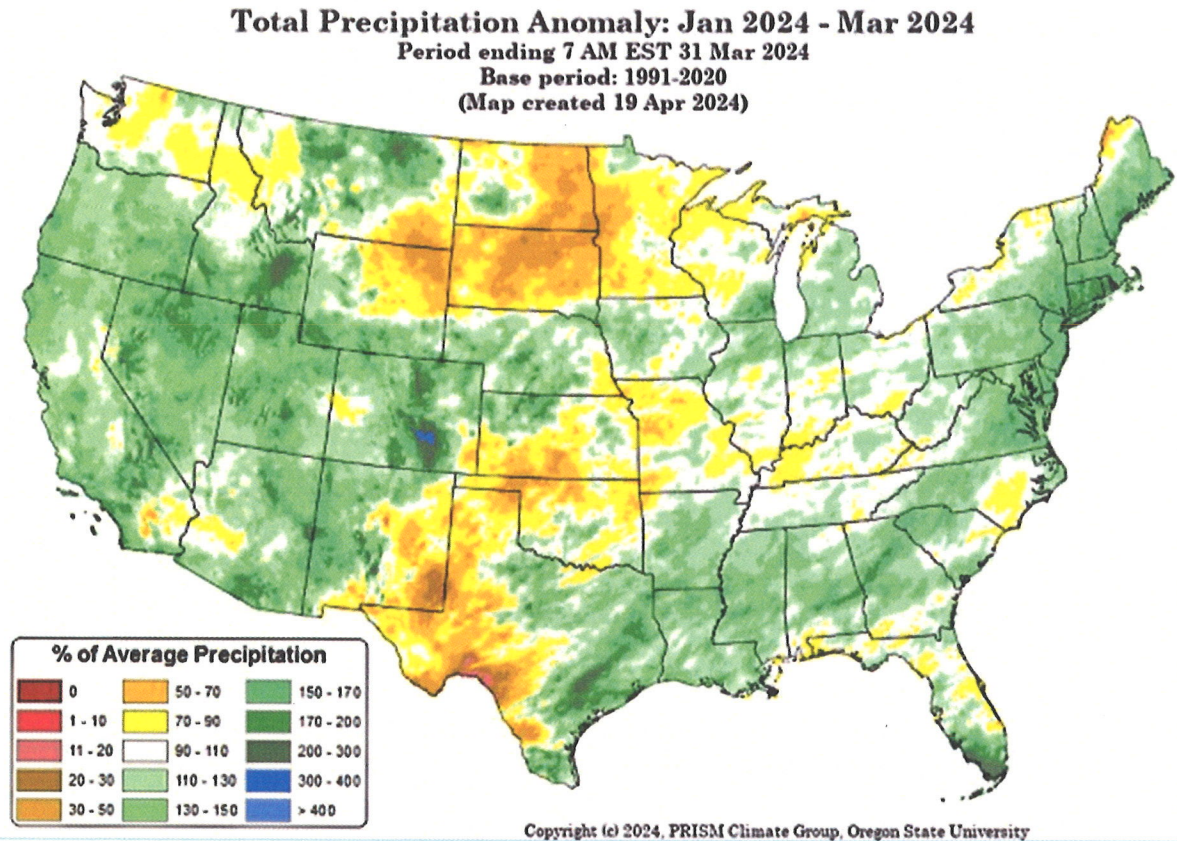 Total Precipitation Anomaly: Jan 2024 - Mar 2024
Period ending 7 AM EST 31 Mar 2024
Base period: 1991-2020
(Map created 19 Apr 2024)
% of Average Precipitation
0
1 - 10
11 - 20
20 - 30
30 - 50
50 - 70
70 - 90
90 - 110
110 - 130
130 - 150
150 - 170
170 - 200
200 - 300
300 - 400
> 400
Copyright (c) 2024, PRISM Climate Group, Oregon State University